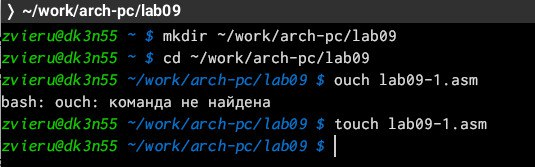 ❭ ~/work/arch-pc/lab09
zvieru@dk3n55 ~ $ mkdir ~/work/arch-pc/lab09
zvieru@dk3n55 ~ $ cd ~/work/arch-pc/lab09
zvieru@dk3n55 ~/work/arch-pc/lab09 $ ouch lab09-1.asm
bash: ouch: команда не найдена
zvieru@dk3n55 ~/work/arch-pc/lab09 $ touch lab09-1.asm
zvieru@dk3n55 ~/work/arch-pc/lab09 $